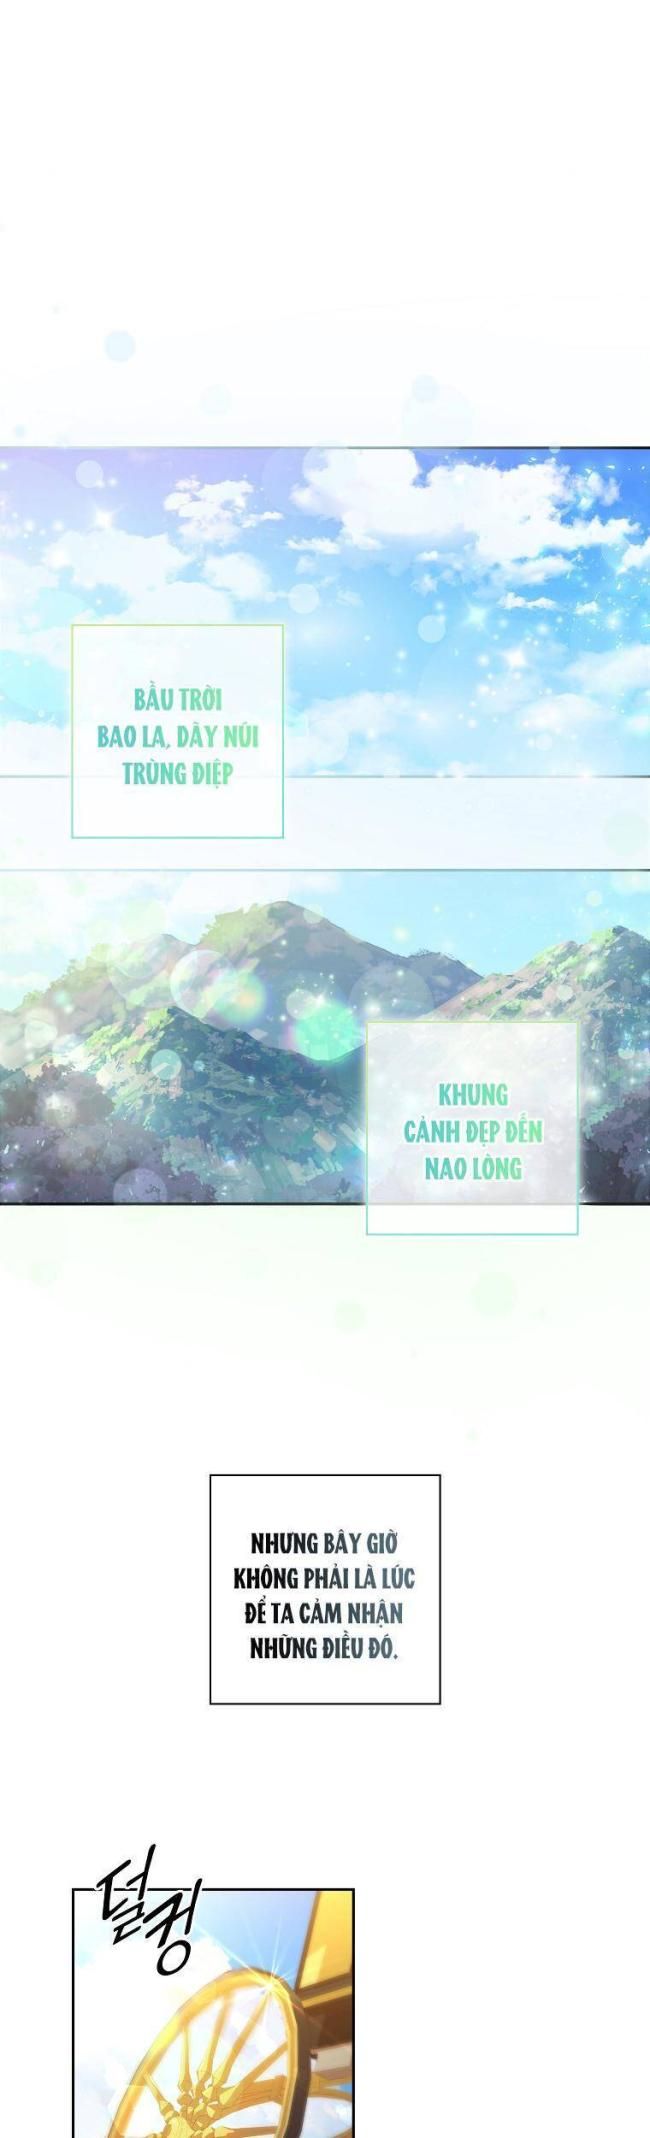 BẦU TRỜI
BAO LA, DÃY NÚI
TRÙNG ĐIỆP
KHUNG
CẢNH ĐẸP ĐẾN
NAO LÒNG
NHƯNG BÂY GIỜ
KHÔNG PHẢI LÀ LÚC
ĐỂ TA CẢM NHẬN
NHỮNG ĐIỀU ĐÓ.
덜컹